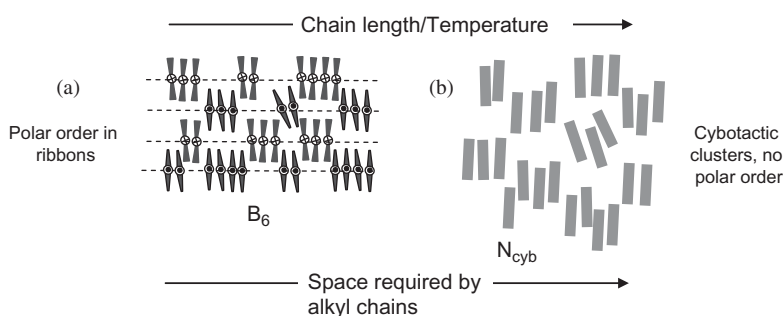 Chain length/Temperature
(a)
(b)
Polar order in
ribbons
Cybotactic
clusters, no
polar order
B6
Ncyb
Space required by
alkyl chains